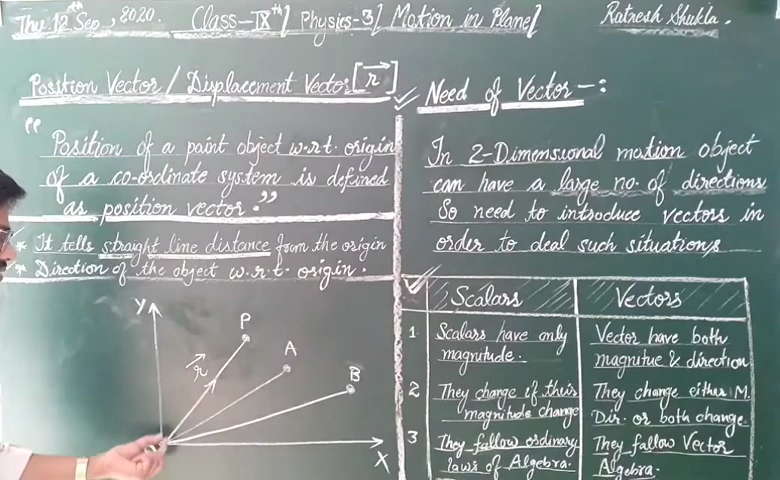 Thu 12th Sep, 2020. Class-IXth / Physics-3 / Motion in Plane / Ratnesh Shukla.
Position Vector / Displacement Vector [r⃗]
" Position of a point object w.r.t. origin
of a co-ordinate system is defined
as position vector."
* It tells straight line distance from the origin
* Direction of the object w.r.t. origin.
Y
P
A
B
r⃗
X
✓ Need of Vector -:
In 2-Dimensional motion object
can have a large no. of directions
So need to introduce vectors in
order to deal such situations
✓ Scalars Vectors
1 Scalars have only Vector have both
magnitude. magnitue & direction
2 They change if their They change either M.
magnitude change Dir. or both change.
3 They follow ordinary They follow Vector
laws of Algebra. Algebra.